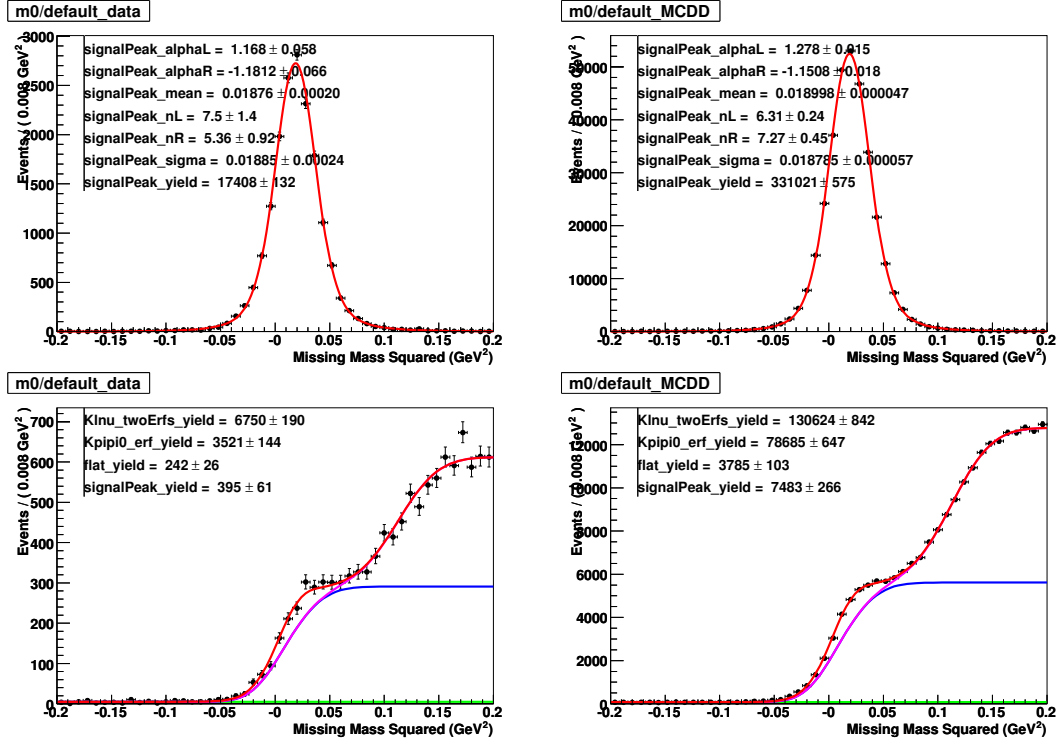 m0/default_data
signalPeak_alphaL = 1.168 ± 0.058
signalPeak_alphaR = -1.1812 ± 0.066
signalPeak_mean = 0.01876 ± 0.00020
signalPeak_nL = 7.5 ± 1.4
signalPeak_nR = 5.36 ± 0.92
signalPeak_sigma = 0.01885 ± 0.00024
signalPeak_yield = 17408 ± 132
Events / ( 0.008 GeV² )
3000
2500
2000
1500
1000
500
0
-0.2 -0.15 -0.1 -0.05 -0 0.05 0.1 0.15 0.2
Missing Mass Squared (GeV²)
m0/default_MCDD
signalPeak_alphaL = 1.278 ± 0.015
signalPeak_alphaR = -1.1508 ± 0.018
signalPeak_mean = 0.018998 ± 0.000047
signalPeak_nL = 6.31 ± 0.24
signalPeak_nR = 7.27 ± 0.45
signalPeak_sigma = 0.018785 ± 0.000057
signalPeak_yield = 331021 ± 575
Events / ( 0.008 GeV² )
50000
40000
30000
20000
10000
0
-0.2 -0.15 -0.1 -0.05 -0 0.05 0.1 0.15 0.2
Missing Mass Squared (GeV²)
m0/default_data
Klnu_twoErfs_yield = 6750 ± 190
Kpipi0_erf_yield = 3521 ± 144
flat_yield = 242 ± 26
signalPeak_yield = 395 ± 61
Events / ( 0.008 GeV² )
700
600
500
400
300
200
100
0
-0.2 -0.15 -0.1 -0.05 -0 0.05 0.1 0.15 0.2
Missing Mass Squared (GeV²)
m0/default_MCDD
Klnu_twoErfs_yield = 130624 ± 842
Kpipi0_erf_yield = 78685 ± 647
flat_yield = 3785 ± 103
signalPeak_yield = 7483 ± 266
Events / ( 0.008 GeV² )
12000
10000
8000
6000
4000
2000
0
-0.2 -0.15 -0.1 -0.05 -0 0.05 0.1 0.15 0.2
Missing Mass Squared (GeV²)